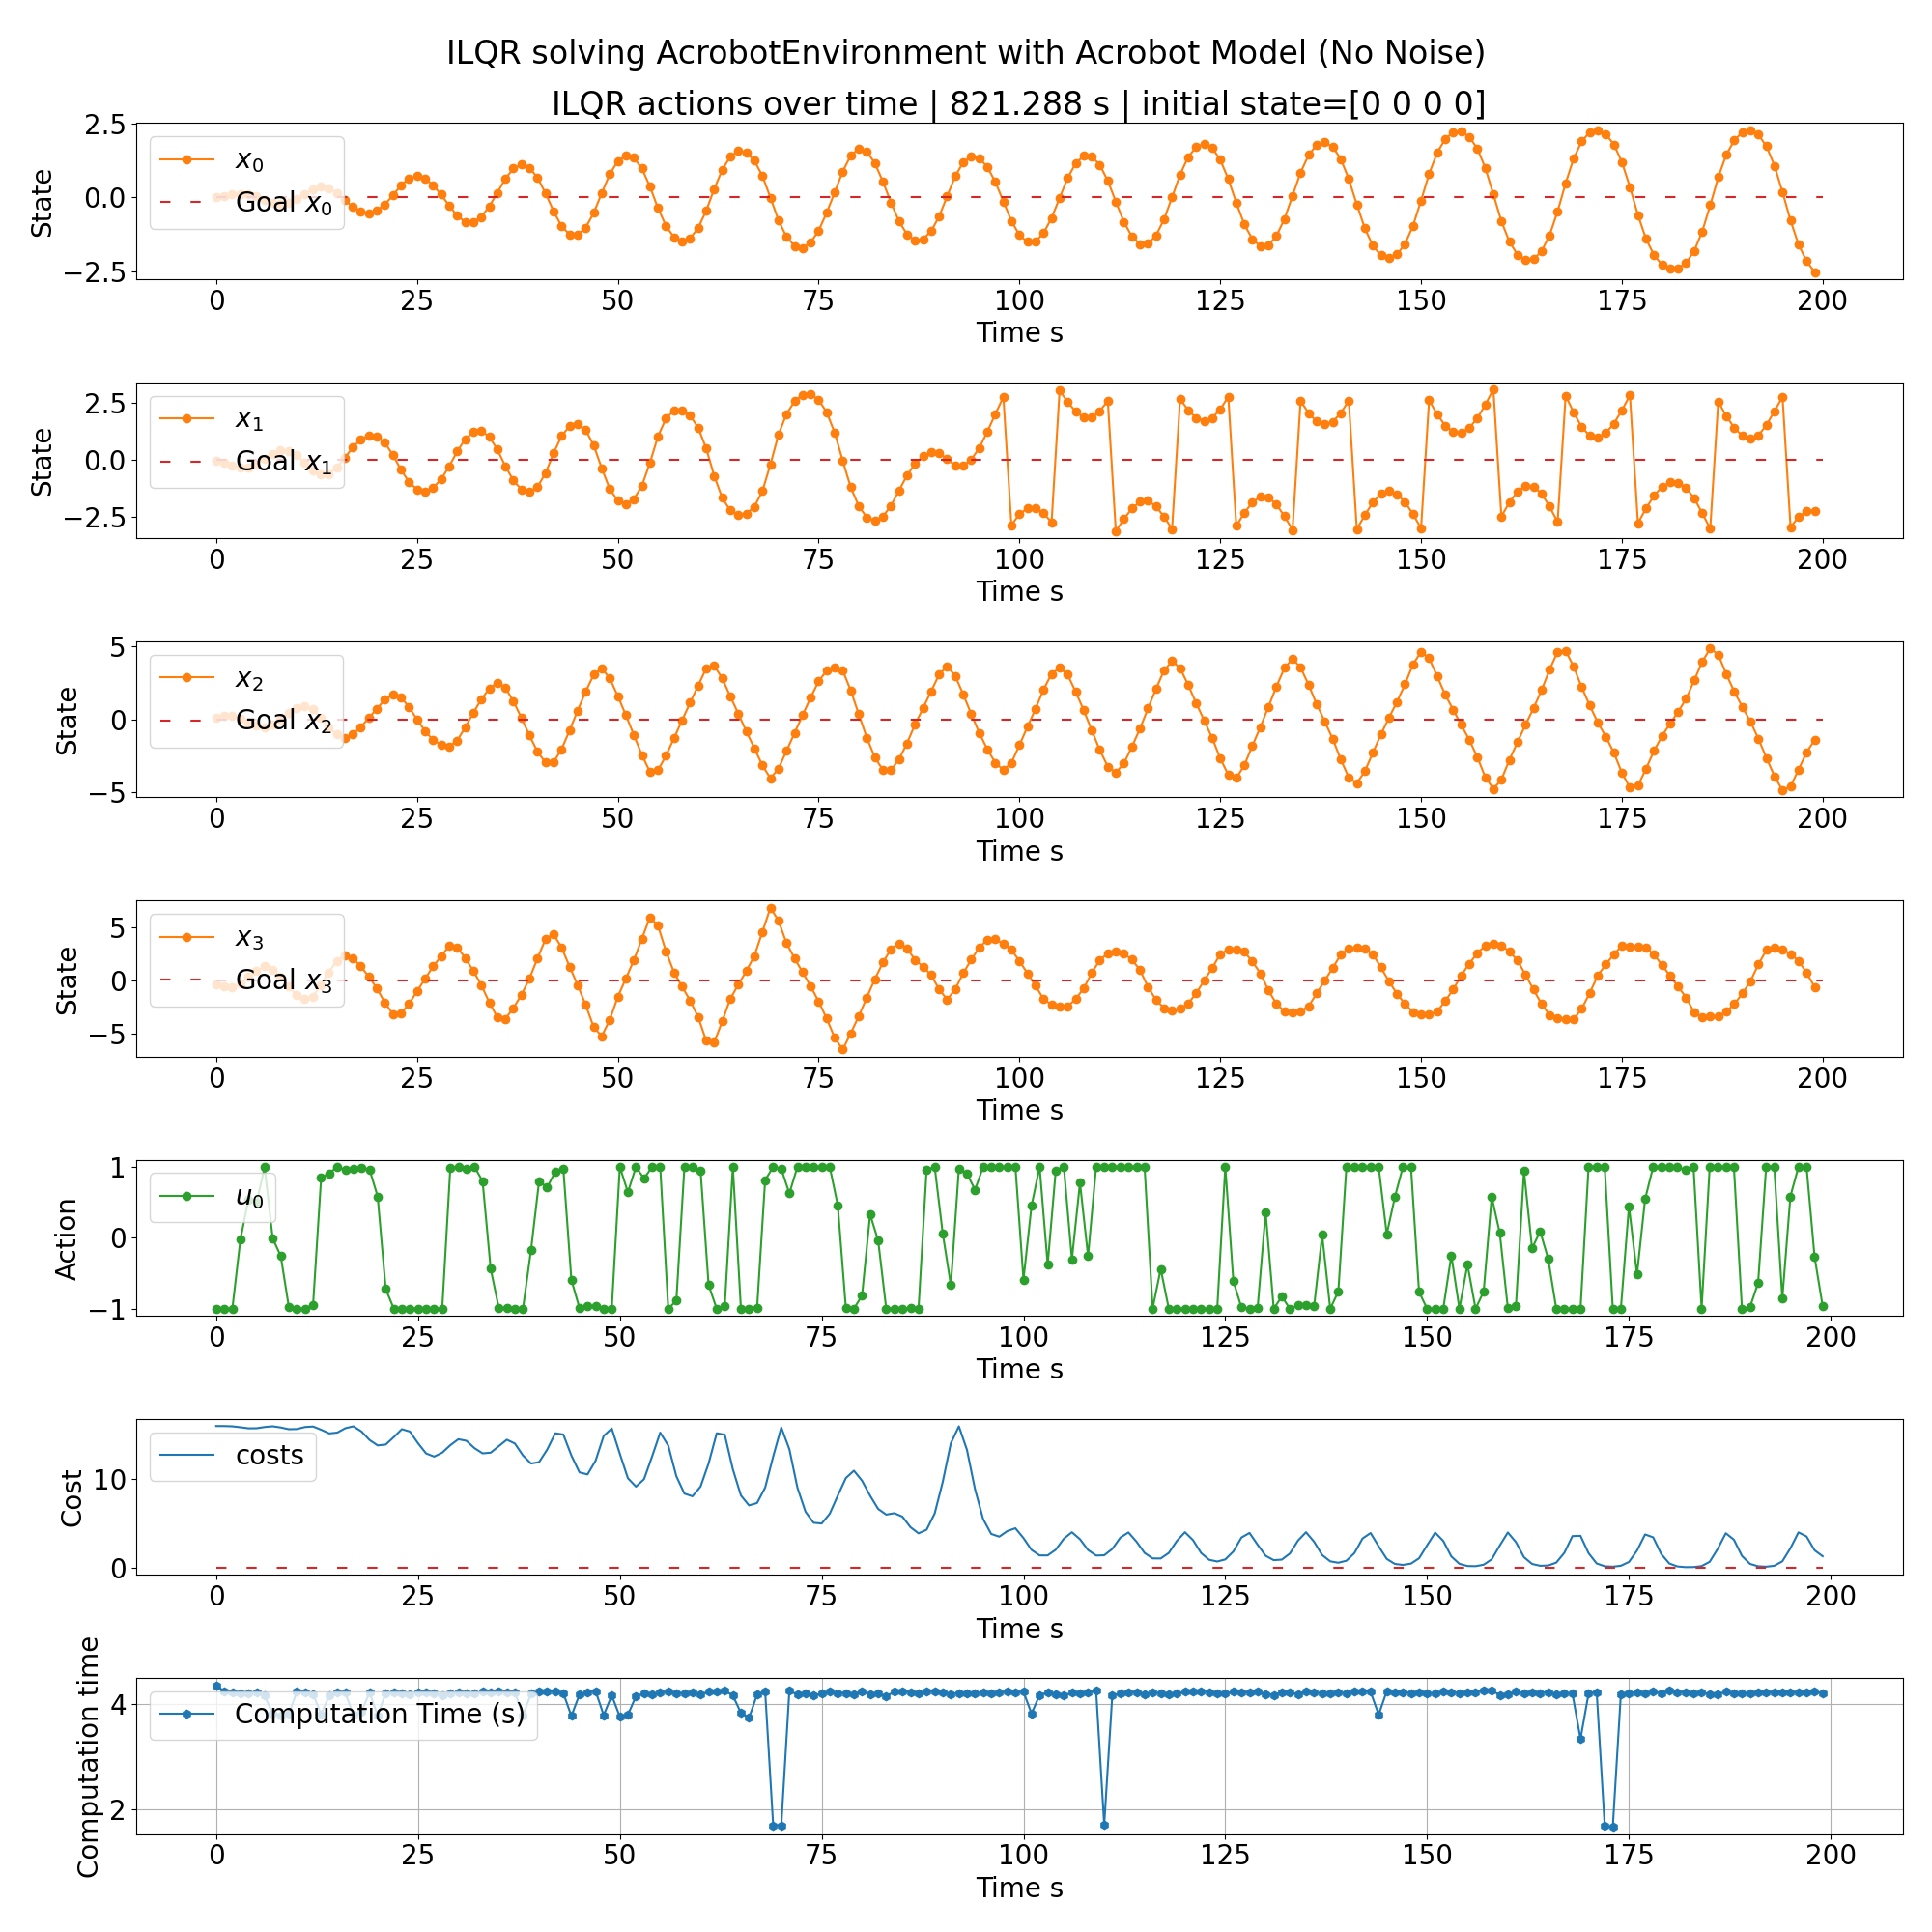 ILQR solving AcrobotEnvironment with Acrobot Model (No Noise)
ILQR actions over time | 821.288 s | initial state=[0 0 0 0]
2.5
0.0
−2.5
State
x₀
Goal x₀
0 25 50 75 100 125 150 175 200
Time s
2.5
0.0
−2.5
State
x₁
Goal x₁
0 25 50 75 100 125 150 175 200
Time s
5
0
−5
State
x₂
Goal x₂
0 25 50 75 100 125 150 175 200
Time s
5
0
−5
State
x₃
Goal x₃
0 25 50 75 100 125 150 175 200
Time s
1
0
−1
Action
u₀
0 25 50 75 100 125 150 175 200
Time s
10
0
Cost
costs
0 25 50 75 100 125 150 175 200
Time s
4
2
Computation time
Computation Time (s)
0 25 50 75 100 125 150 175 200
Time s